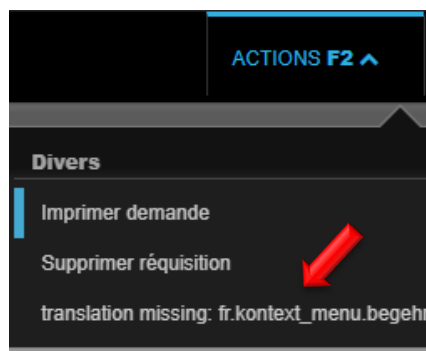 ACTIONS F2
Divers
Imprimer demande
Supprimer réquisition
translation missing: fr.kontext_menu.begehr